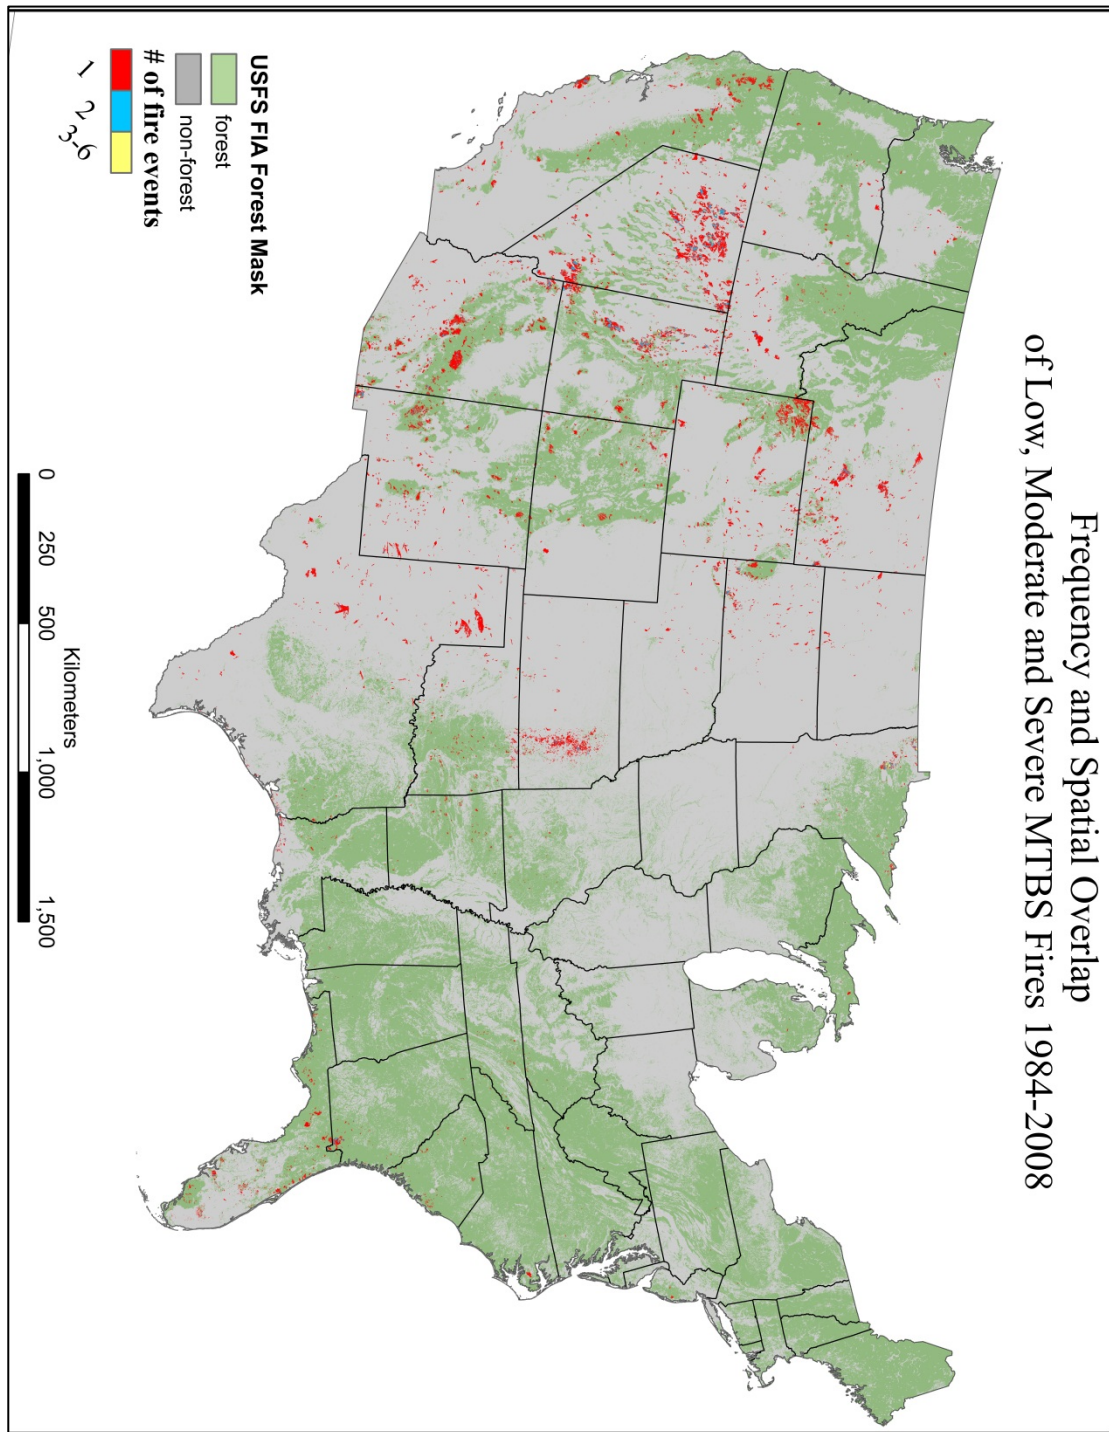 Frequency and Spatial Overlap
of Low, Moderate and Severe MTBS Fires 1984-2008
USFS FIA Forest Mask
forest
non-forest
# of fire events
1 2 3-6
0 250 500 1,000 1,500
Kilometers